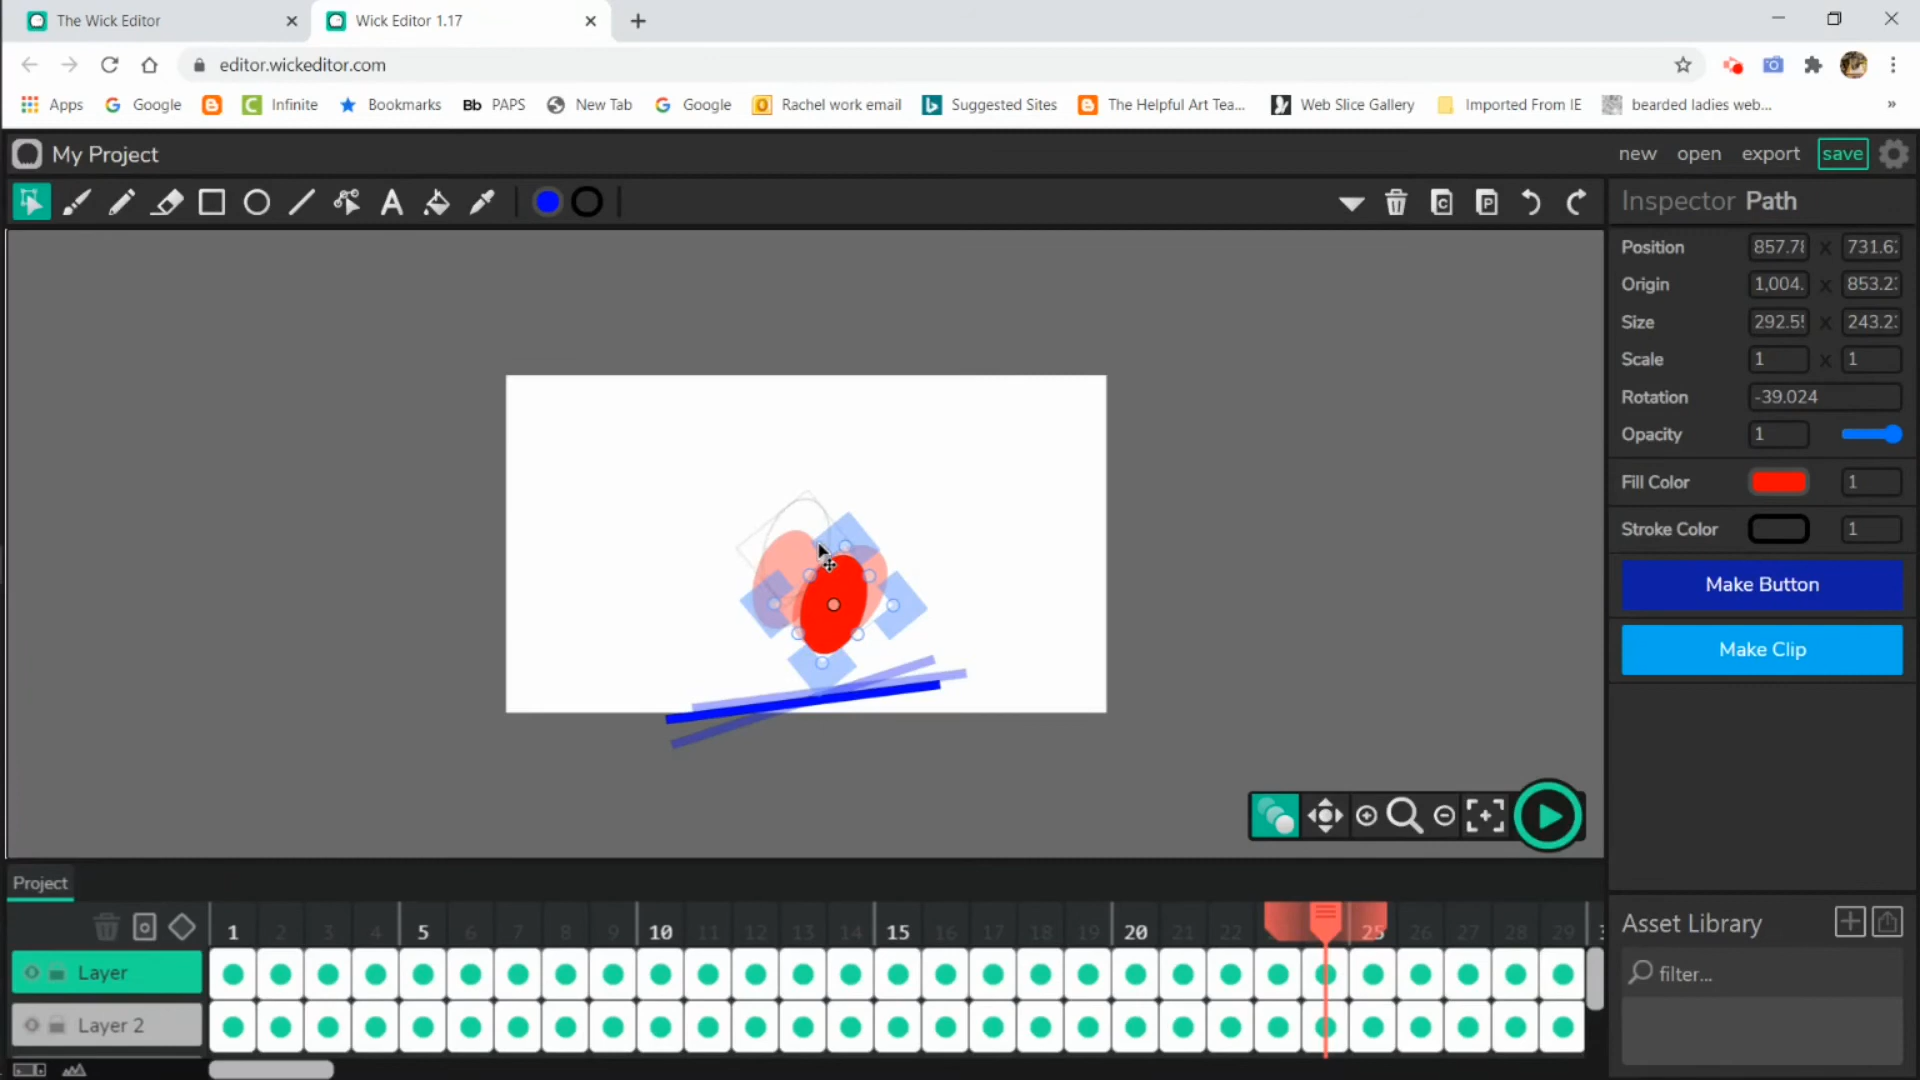 The Wick Editor
Wick Editor 1.17
editor.wickeditor.com
Apps Google Infinite Bookmarks Bb PAPS New Tab Google Rachel work email Suggested Sites The Helpful Art Tea... Web Slice Gallery Imported From IE bearded ladies web... »
My Project
new open export save
Inspector Path
Position 857.78 x 731.6
Origin 1,004. x 853.2
Size 292.5 x 243.2
Scale 1 x 1
Rotation -39.024
Opacity 1
Fill Color 1
Stroke Color 1
Make Button
Make Clip
Project
1 2 3 4 5 6 7 8 9 10 11 12 13 14 15 16 17 18 19 20 21 22 25 26 27 28 29
Layer
Layer 2
Asset Library
filter...